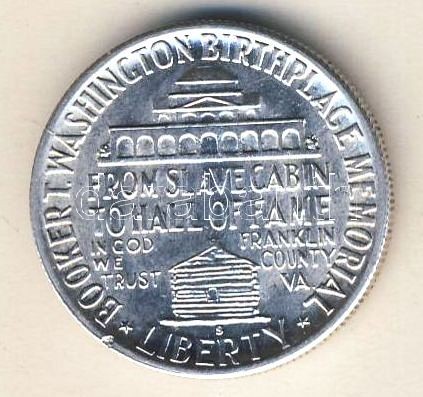 BOOKER T. WASHINGTON BIRTHPLACE MEMORIAL
FROM SLAVE CABIN
TO HALL OF FAME
IN GOD
WE
TRUST
FRANKLIN
COUNTY
VA.
S
LIBERTY